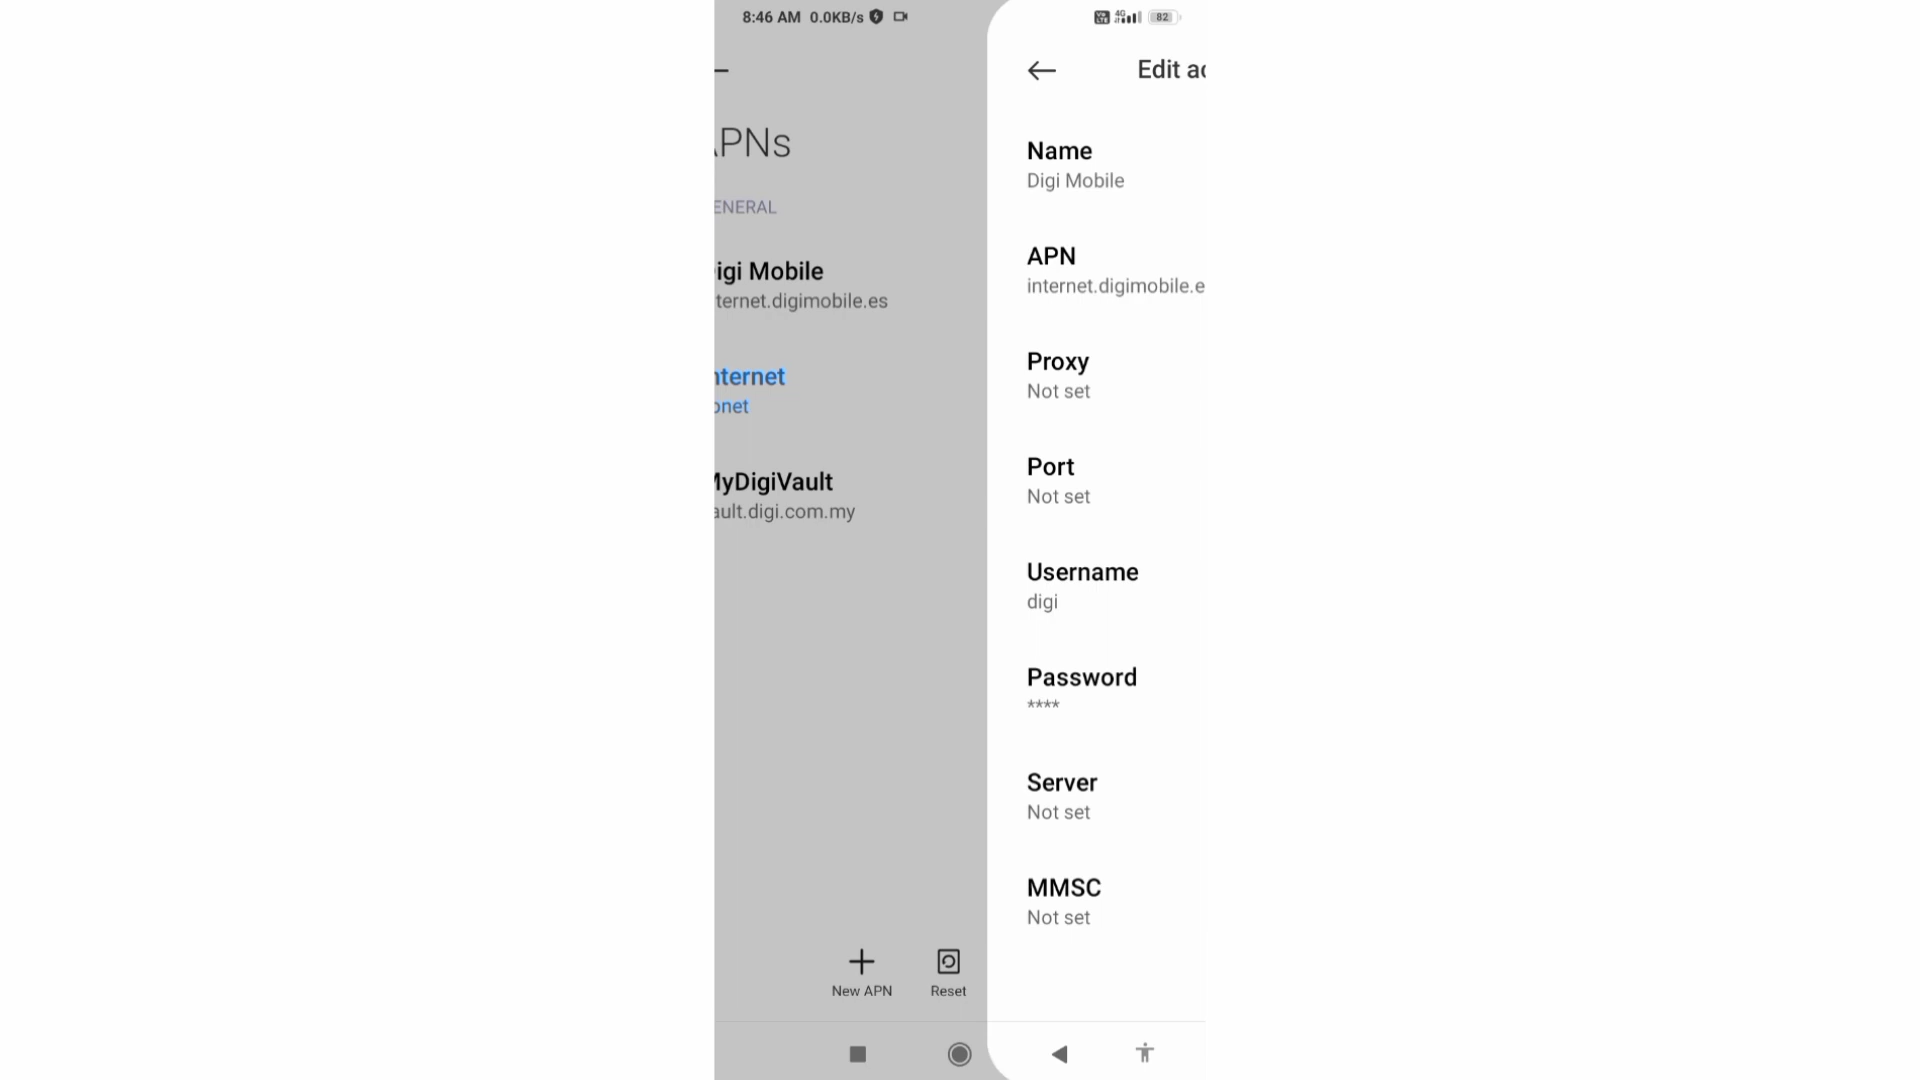 8:46 AM 0.0KB/s
4G 82
APNs
ENERAL
igi Mobile
ternet.digimobile.es
nternet
onet
MyDigiVault
ault.digi.com.my
New APN
Reset
Edit ac
Name
Digi Mobile
APN
internet.digimobile.e
Proxy
Not set
Port
Not set
Username
digi
Password
****
Server
Not set
MMSC
Not set